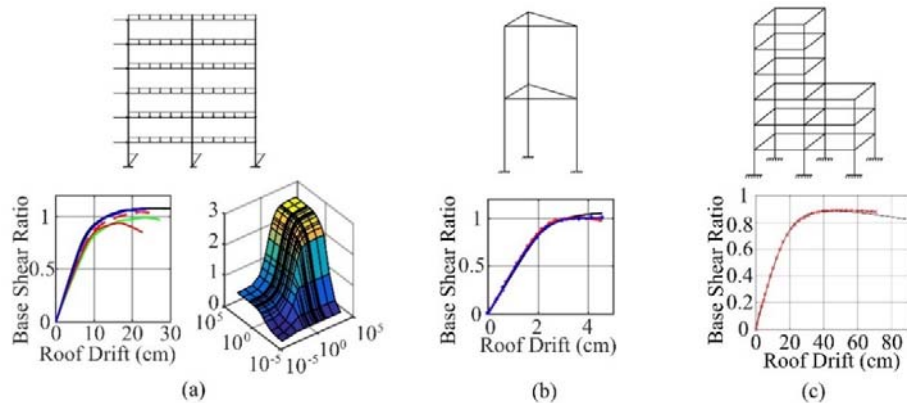 Base Shear Ratio
1
0.5
0
0 10 20 30
Roof Drift (cm)
3
2
1
0
10^5
10^0
10^-5
10^-5
10^0
10^5
(a)
Base Shear Ratio
1
0.5
0
0 2 4
Roof Drift (cm)
(b)
Base Shear Ratio
1
0.8
0.6
0.4
0.2
0
0 20 40 60 80
Roof Drift (cm)
(c)